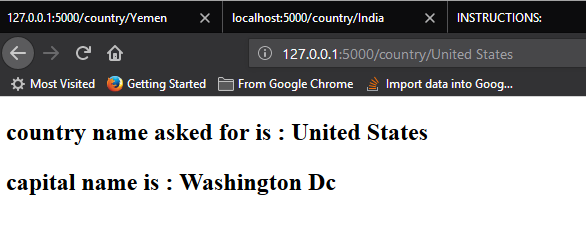 127.0.0.1:5000/country/Yemen localhost:5000/country/India INSTRUCTIONS:
127.0.0.1:5000/country/United States
Most Visited Getting Started From Google Chrome Import data into Goog...
country name asked for is : United States
capital name is : Washington Dc